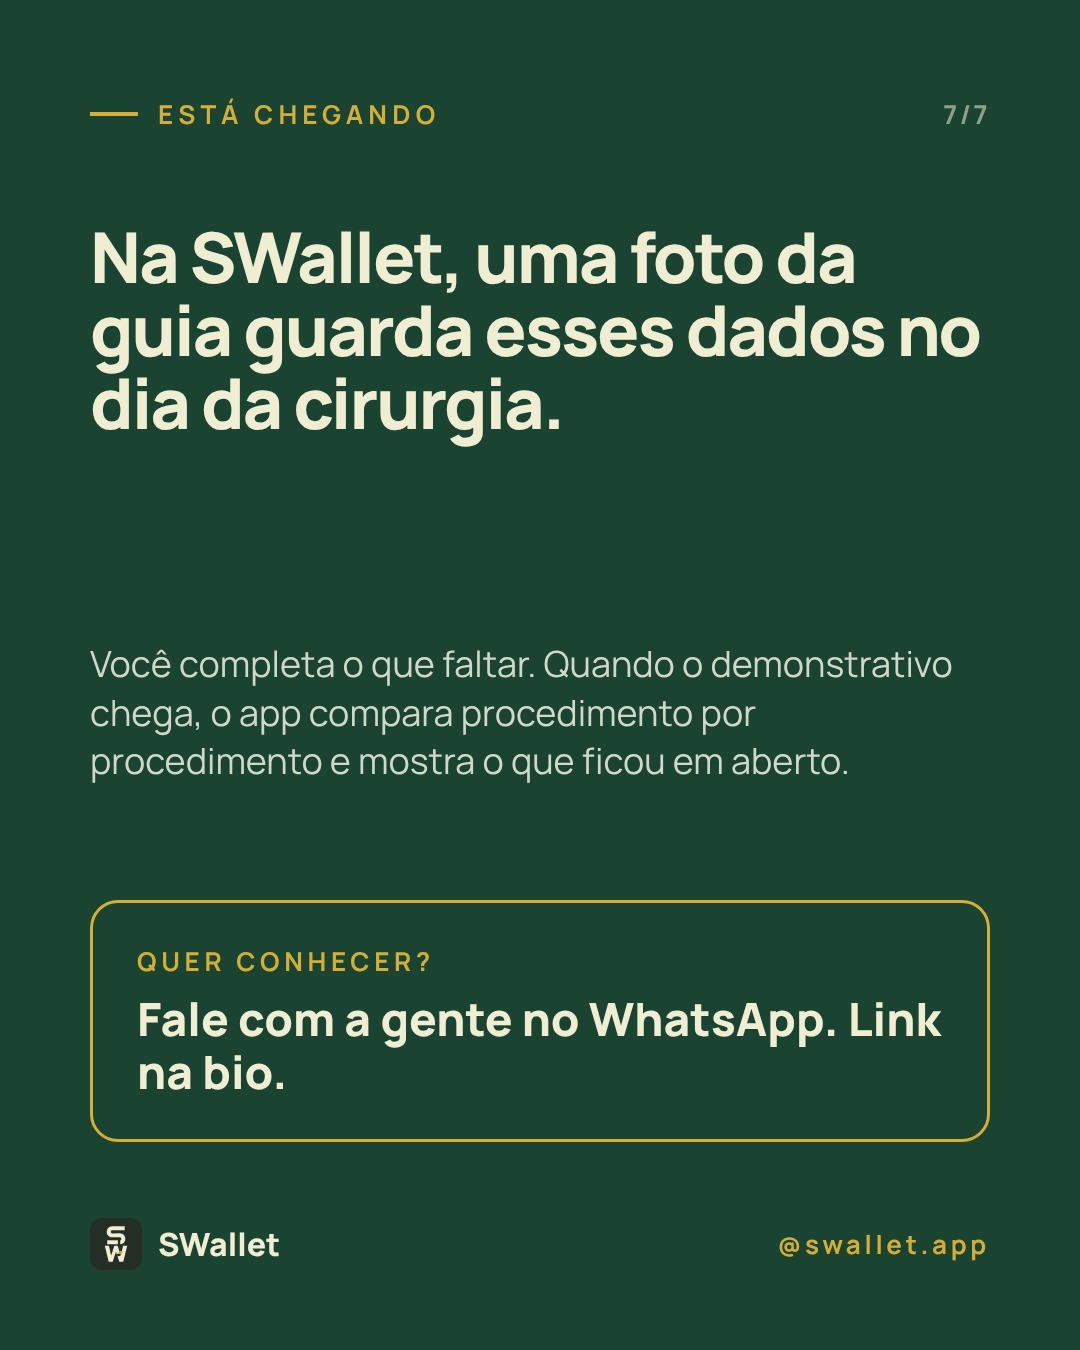 ESTÁ CHEGANDO
7/7
Na SWallet, uma foto da
guia guarda esses dados no
dia da cirurgia.
Você completa o que faltar. Quando o demonstrativo
chega, o app compara procedimento por
procedimento e mostra o que ficou em aberto.
QUER CONHECER?
Fale com a gente no WhatsApp. Link
na bio.
SW
SWallet
@swallet.app